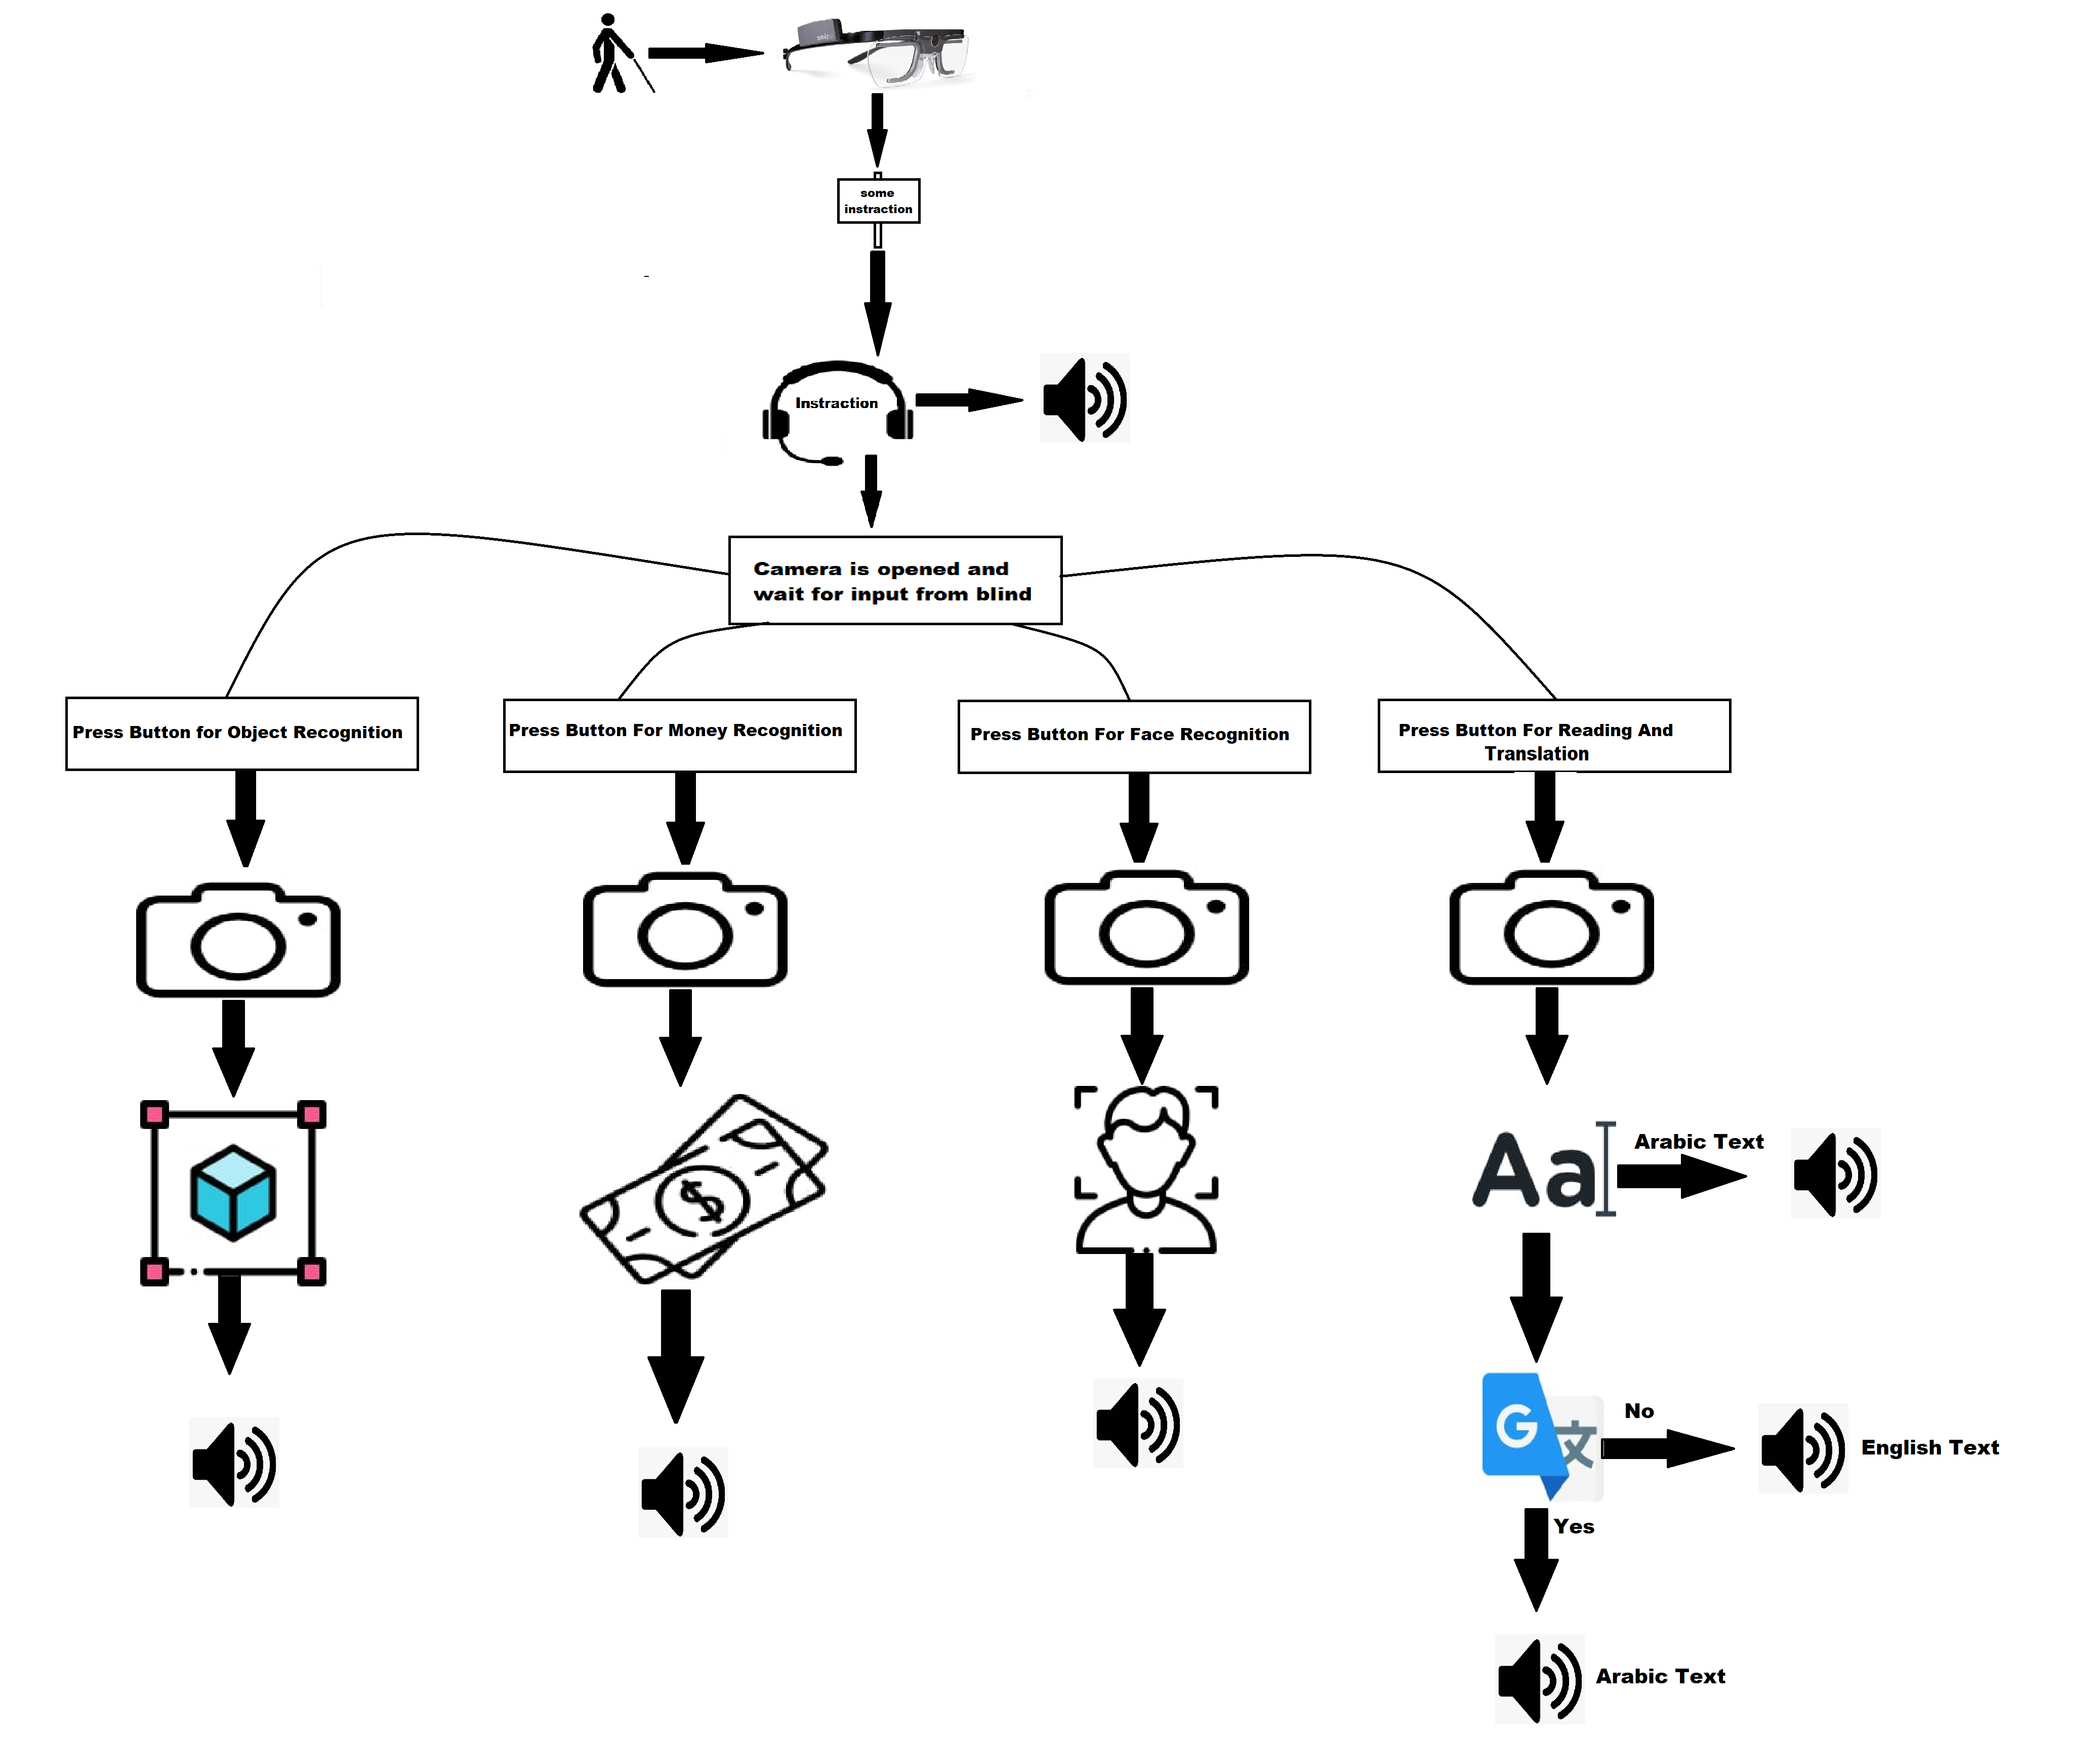 some
instraction
Instraction
Camera is opened and
wait for input from blind
Press Button for Object Recognition
Press Button For Money Recognition
Press Button For Face Recognition
Press Button For Reading And
Translation
Aa
Arabic Text
G 文
No
English Text
Yes
Arabic Text